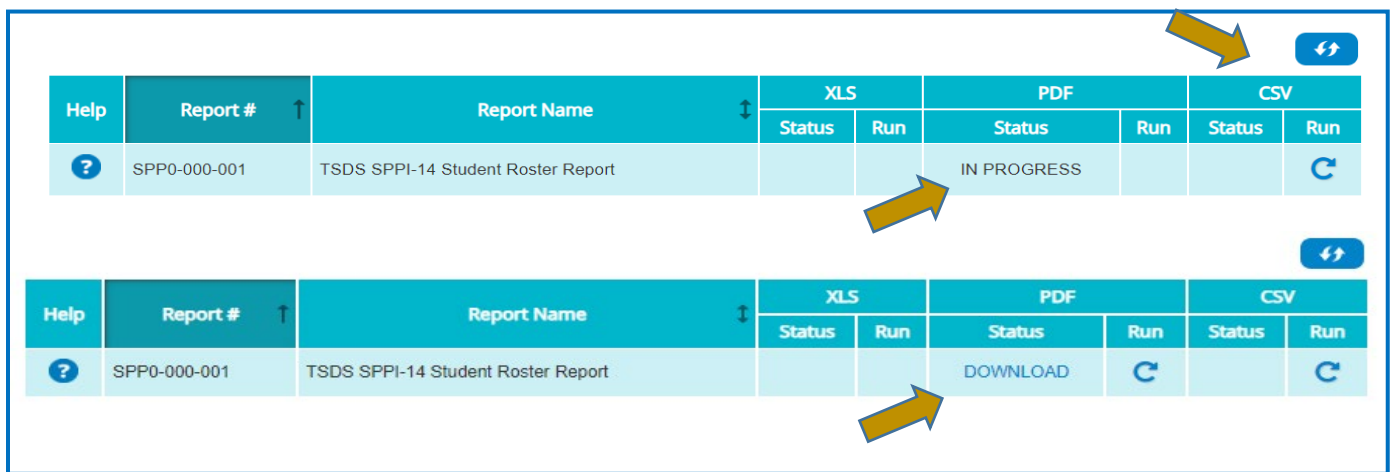 Help Report # Report Name XLS PDF CSV
Status Run Status Run Status Run
SPP0-000-001 TSDS SPPI-14 Student Roster Report IN PROGRESS
Help Report # Report Name XLS PDF CSV
Status Run Status Run Status Run
SPP0-000-001 TSDS SPPI-14 Student Roster Report DOWNLOAD